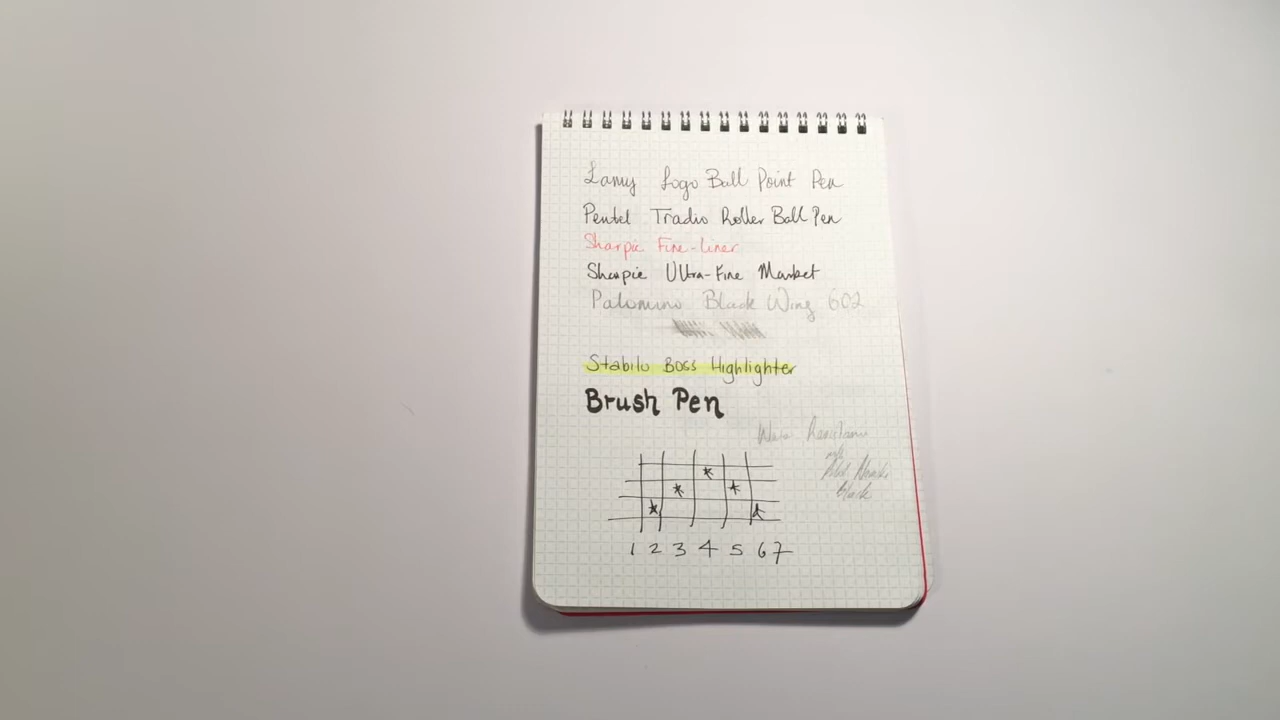 Lamy Logo Ball Point Pen
Pentel Tradio Roller Ball Pen
Sharpie Fine-liner
Sharpie Ultra-Fine Market
Palomino Black Wing 602
Stabilo BOSS Highlighter
Brush Pen
Black
1 2 3 4 5 6 7